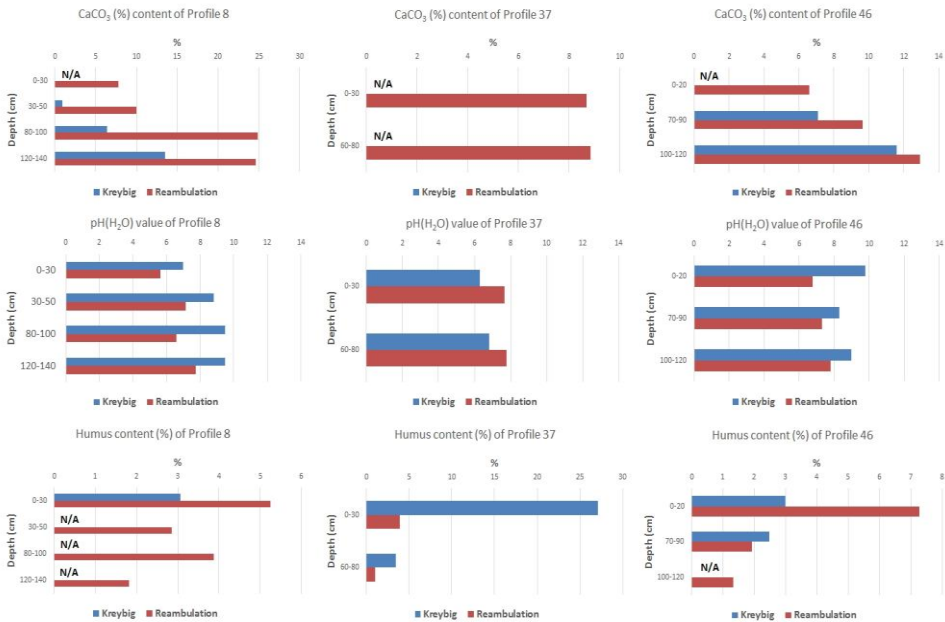 CaCO₃ (%) content of Profile 8
%
0 5 10 15 20 25 30
Depth (cm)
0-30
N/A
30-50
80-100
120-140
Kreybig Reambulation
CaCO₃ (%) content of Profile 37
%
0 2 4 6 8 10
Depth (cm)
N/A
0-30
N/A
60-80
Kreybig Reambulation
CaCO₃ (%) content of Profile 46
%
0 2 4 6 8 10 12 14
Depth (cm)
N/A
0-20
70-90
100-120
Kreybig Reambulation
pH(H₂O) value of Profile 8
0 2 4 6 8 10 12 14
Depth (cm)
0-30
30-50
80-100
120-140
Kreybig Reambulation
pH(H₂O) value of Profile 37
0 2 4 6 8 10 12 14
Depth (cm)
0-30
60-80
Kreybig Reambulation
pH(H₂O) value of Profile 46
0 2 4 6 8 10 12 14
Depth (cm)
0-20
70-90
100-120
Kreybig Reambulation
Humus content (%) of Profile 8
%
0 1 2 3 4 5 6
Depth (cm)
0-30
N/A
30-50
N/A
80-100
N/A
120-140
Kreybig Reambulation
Humus content (%) of Profile 37
%
0 5 10 15 20 25 30
Depth (cm)
0-30
60-80
Kreybig Reambulation
Humus content (%) of Profile 46
%
0 1 2 3 4 5 6 7 8
Depth (cm)
0-20
70-90
N/A
100-120
Kreybig Reambulation